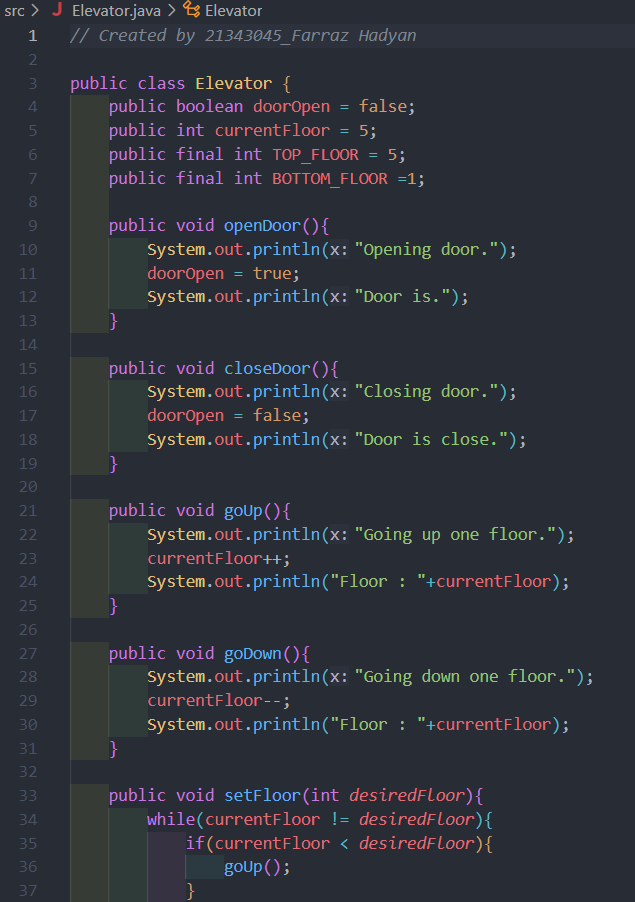 src > J Elevator.java > Elevator
1 // Created by 21343045_Farraz Hadyan
2
3 public class Elevator {
4 public boolean doorOpen = false;
5 public int currentFloor = 5;
6 public final int TOP_FLOOR = 5;
7 public final int BOTTOM_FLOOR =1;
8
9 public void openDoor(){
10 System.out.println(x: "Opening door.");
11 doorOpen = true;
12 System.out.println(x: "Door is.");
13 }
14
15 public void closeDoor(){
16 System.out.println(x: "Closing door.");
17 doorOpen = false;
18 System.out.println(x: "Door is close.");
19 }
20
21 public void goUp(){
22 System.out.println(x: "Going up one floor.");
23 currentFloor++;
24 System.out.println("Floor : "+currentFloor);
25 }
26
27 public void goDown(){
28 System.out.println(x: "Going down one floor.");
29 currentFloor--;
30 System.out.println("Floor : "+currentFloor);
31 }
32
33 public void setFloor(int desiredFloor){
34 while(currentFloor != desiredFloor){
35 if(currentFloor < desiredFloor){
36 goUp();
37 }